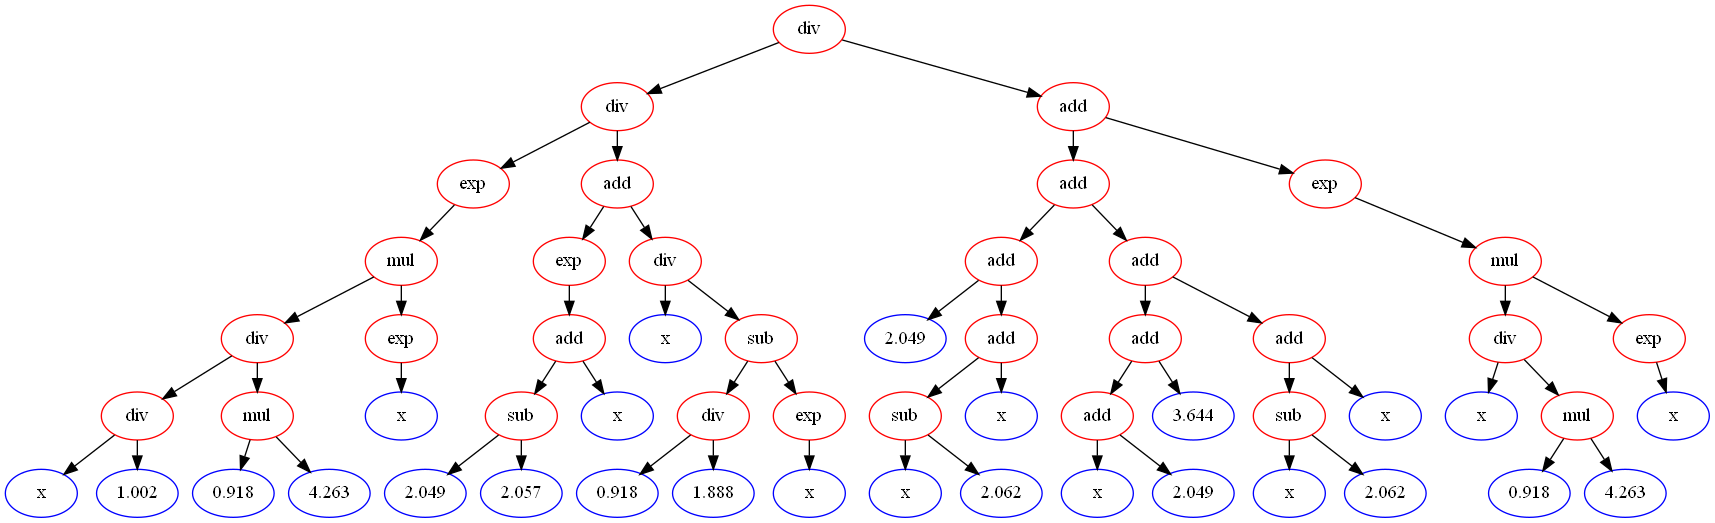 div
div add
exp add add exp
mul exp div add add mul
div exp add x sub 2.049 add add add div exp
div mul x sub x div exp sub x add 3.644 sub x x mul x
x 1.002 0.918 4.263 2.049 2.057 0.918 1.888 x x 2.062 x 2.049 x 2.062 0.918 4.263